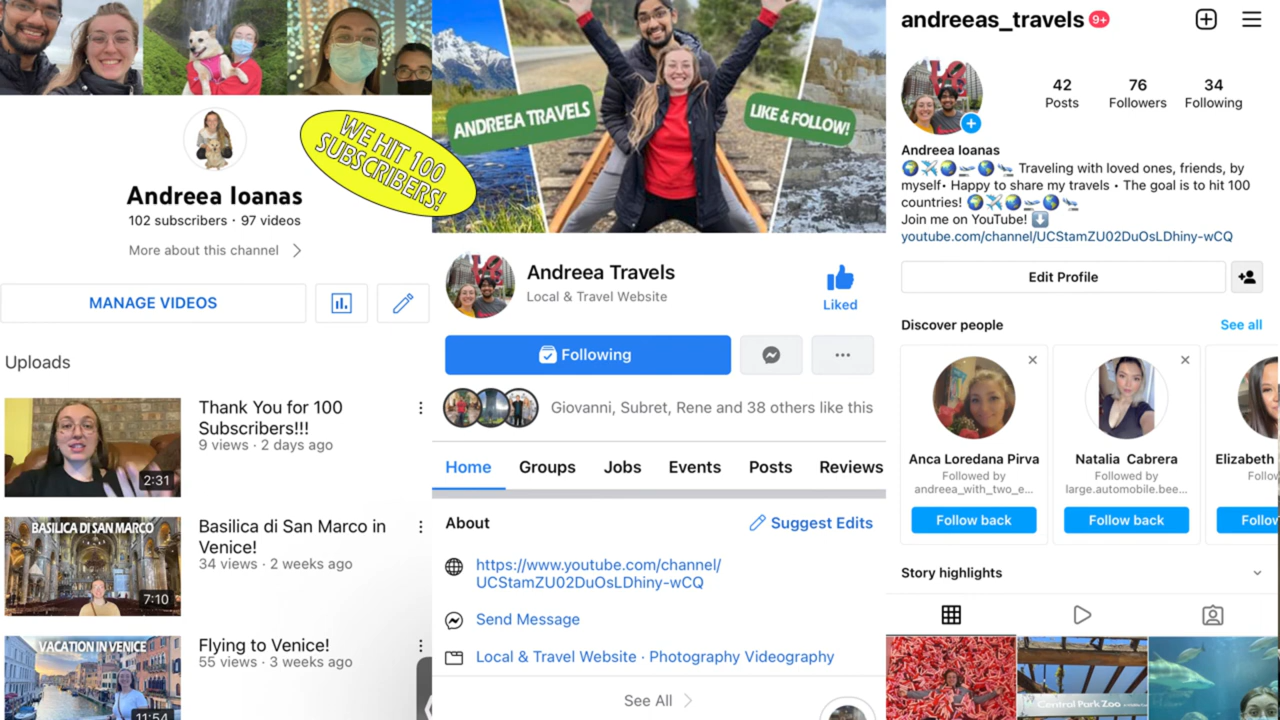 WE HIT 100
SUBSCRIBERS!
Andreea Ioanas
102 subscribers · 97 videos
More about this channel
MANAGE VIDEOS
Uploads
Thank You for 100
Subscribers!!!
9 views · 2 days ago
2:31
BASILICA DI SAN MARCO
Basilica di San Marco in
Venice!
34 views · 2 weeks ago
7:10
VACATION IN VENICE
Flying to Venice!
55 views · 3 weeks ago
11:54
ANDREEA TRAVELS
LIKE & FOLLOW!
Andreea Travels
Local & Travel Website
Liked
Following
Giovanni, Subret, Rene and 38 others like this
Home Groups Jobs Events Posts Reviews
About
Suggest Edits
https://www.youtube.com/channel/
UCStamZU02DuOsLDhiny-wCQ
Send Message
Local & Travel Website · Photography Videography
See All
andreeas_travels 9+
42 76 34
Posts Followers Following
Andreea Ioanas
🌍✈️🌏🛫🌎🛬 Traveling with loved ones, friends, by
myself• Happy to share my travels • The goal is to hit 100
countries! 🌍✈️🌏🛫🌎🛬
Join me on YouTube! ⬇️
youtube.com/channel/UCStamZU02DuOsLDhiny-wCQ
Edit Profile
Discover people
See all
Anca Loredana Pirva
Followed by
andreea_with_two_e...
Follow back
Natalia Cabrera
Followed by
large.automobile.bee...
Follow back
Elizabeth
Follow
Follow
Story highlights
Central Park Zoo